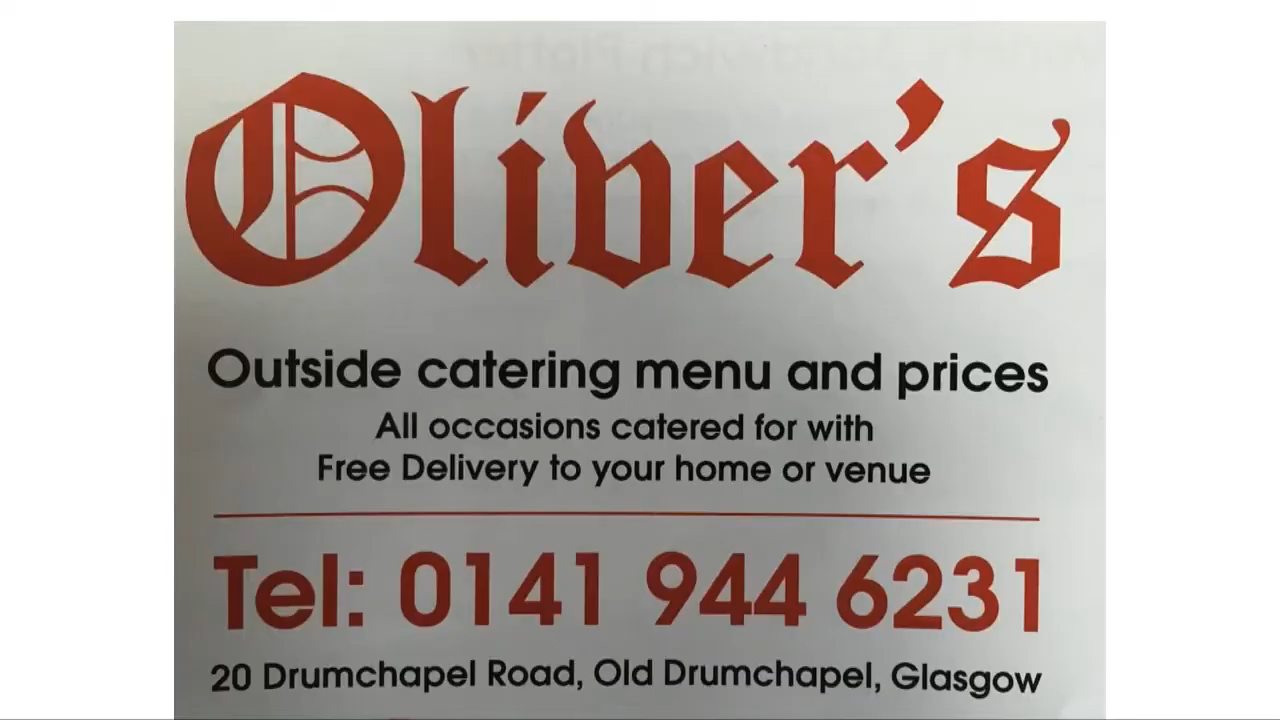 Oliver's
Outside catering menu and prices
All occasions catered for with
Free Delivery to your home or venue
Tel: 0141 944 6231
20 Drumchapel Road, Old Drumchapel, Glasgow